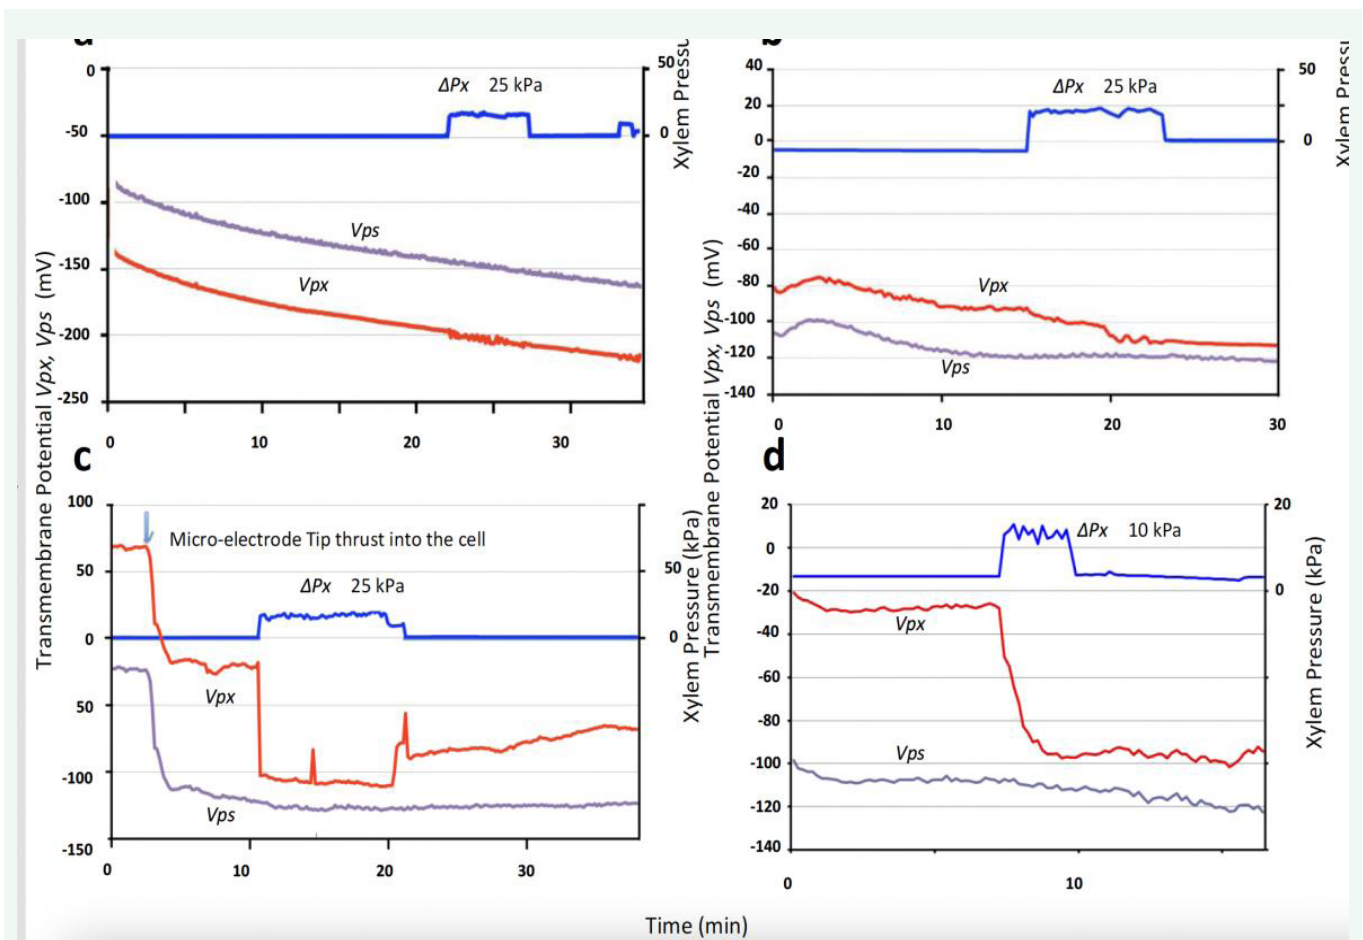 a
b
0
-50
-100
-150
-200
-250
ΔPx 25 kPa
50
0
Xylem Pressu
Vps
Vpx
0 10 20 30
40
20
0
-20
-40
-60
-80
-100
-120
-140
ΔPx 25 kPa
50
0
Xylem Pressur
Vpx
Vps
0 10 20 30
c
100
50
0
50
-100
-150
Micro-electrode Tip thrust into the cell
ΔPx 25 kPa
50
0
Xylem Pressure (kPa)
Vpx
Vps
0 10 20 30
d
20
0
-20
-40
-60
-80
-100
-120
-140
ΔPx 10 kPa
20
0
Xylem Pressure (kPa)
Vpx
Vps
0 10
Transmembrane Potential Vpx, Vps (mV)
Transmembrane Potential Vpx, Vps (mV)
Time (min)